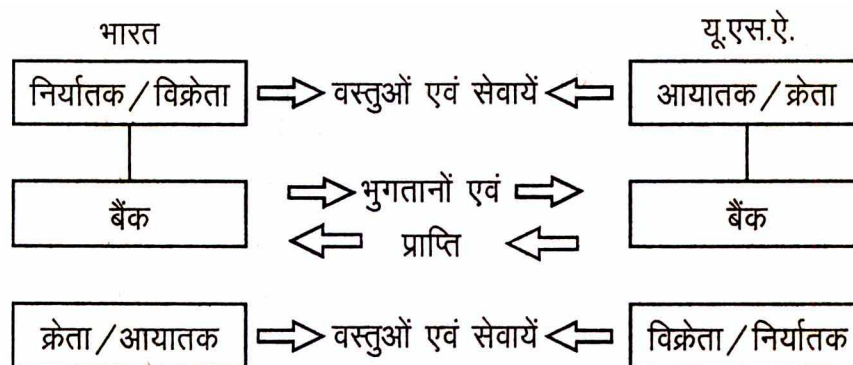 भारत यू.एस.ऐ.
निर्यातक / विक्रेता वस्तुओं एवं सेवायें आयातक / क्रेता
बैंक भुगतानों एवं बैंक
प्राप्ति
क्रेता / आयातक वस्तुओं एवं सेवायें विक्रेता / निर्यातक